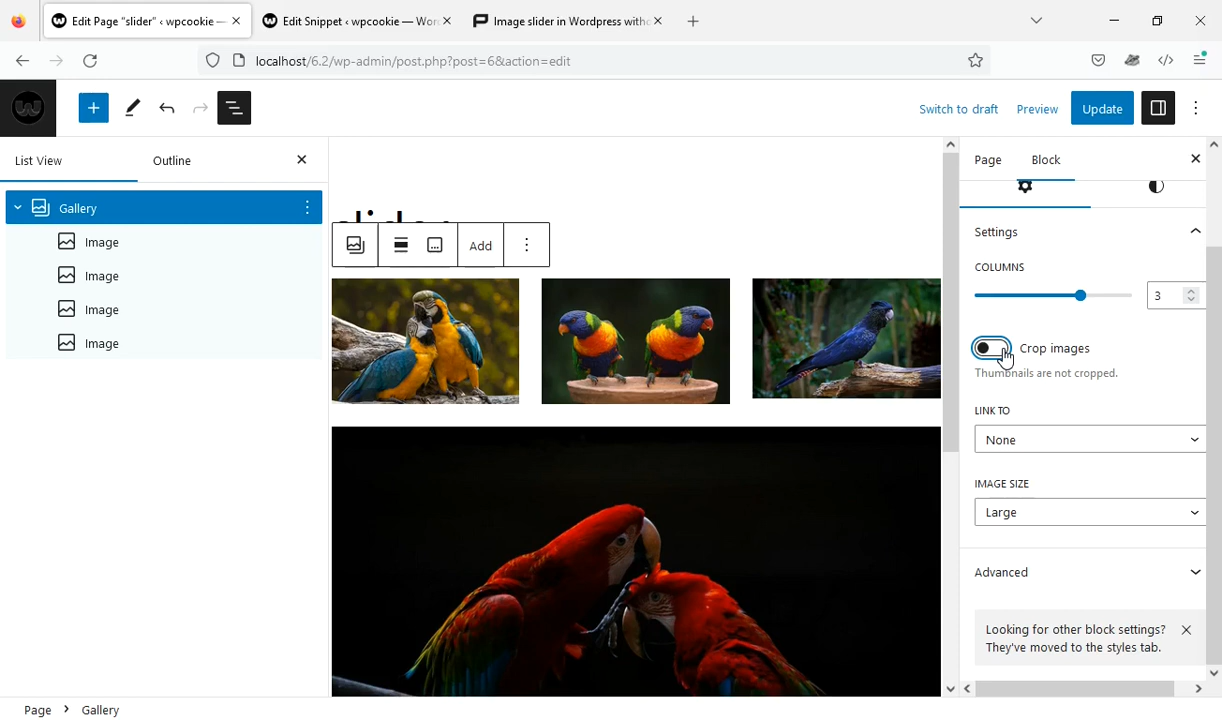 Edit Page "slider" ‹ wpcookie —
Edit Snippet ‹ wpcookie — Wor
Image slider in Wordpress witho
localhost/6.2/wp-admin/post.php?post=6&action=edit
Switch to draft
Preview
Update
List View
Outline
Page
Block
Gallery
Image
Image
Image
Image
slider
Add
Settings
COLUMNS
3
Crop images
Thumbnails are not cropped.
LINK TO
None
IMAGE SIZE
Large
Advanced
Looking for other block settings?
They've moved to the styles tab.
Page
Gallery